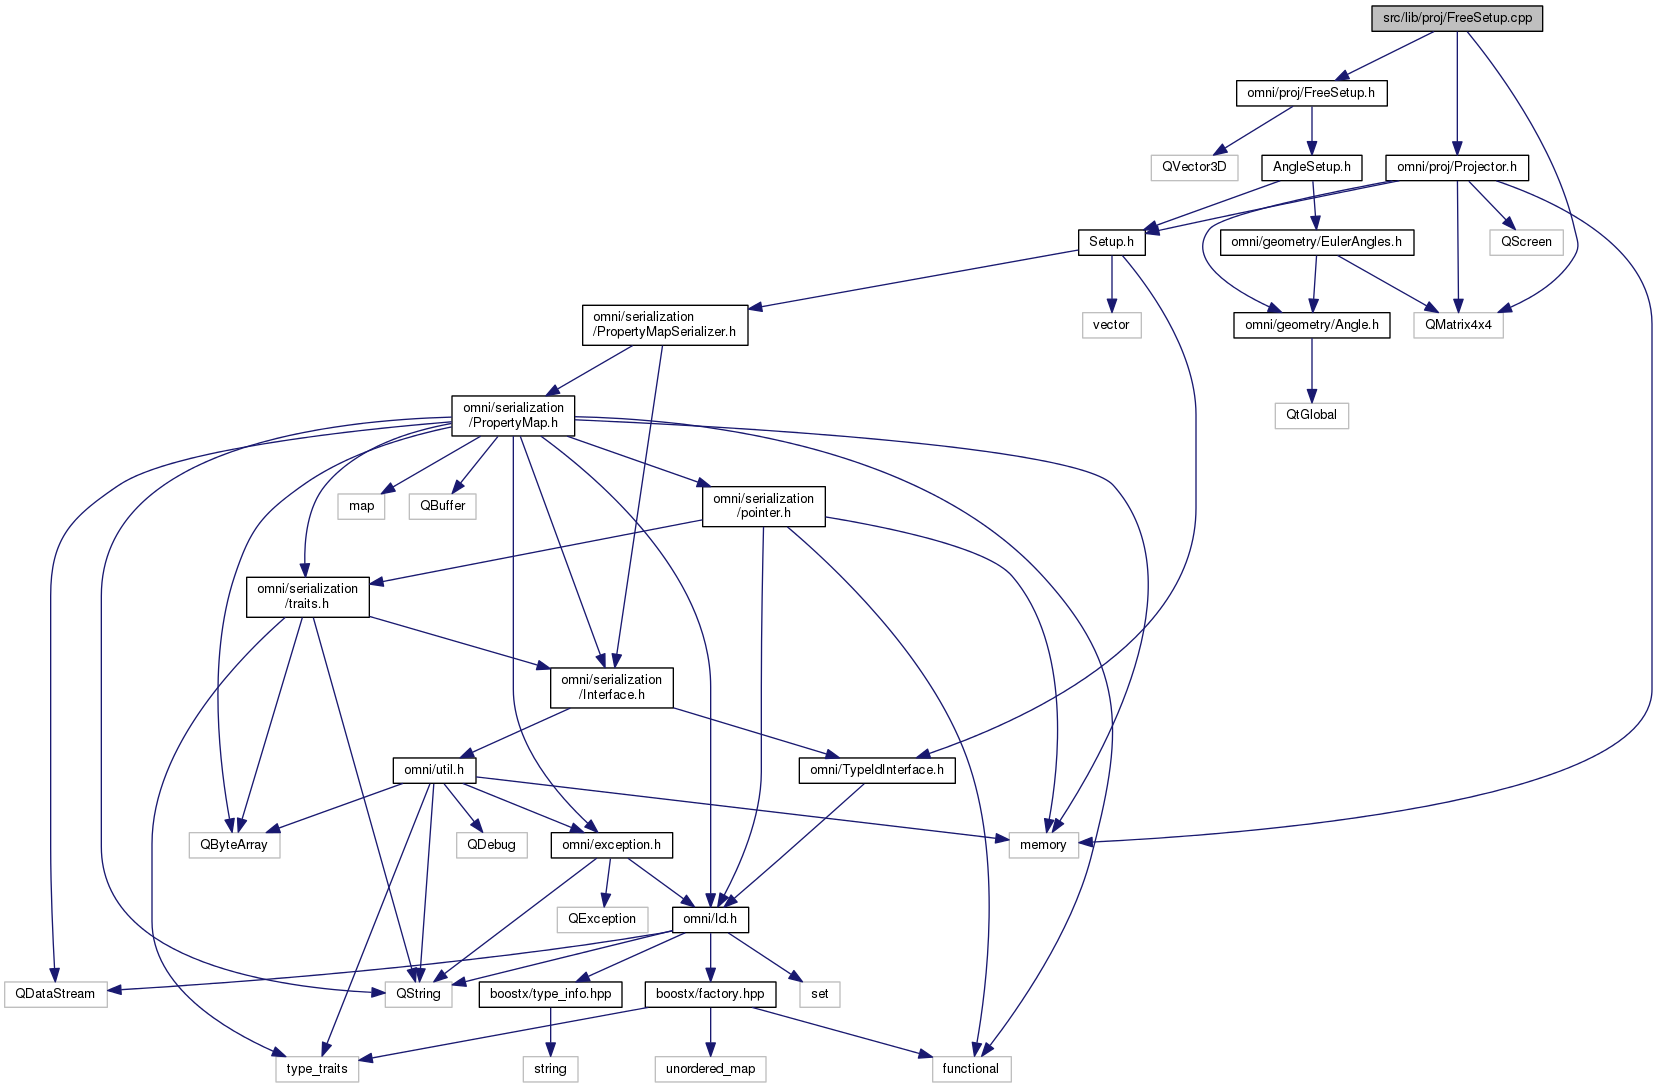 src/lib/proj/FreeSetup.cpp
omni/proj/FreeSetup.h
QVector3D
AngleSetup.h
omni/proj/Projector.h
Setup.h
omni/geometry/EulerAngles.h
QScreen
omni/serialization
/PropertyMapSerializer.h
vector
omni/geometry/Angle.h
QMatrix4x4
omni/serialization
/PropertyMap.h
QtGlobal
map
QBuffer
omni/serialization
/pointer.h
omni/serialization
/traits.h
omni/serialization
/Interface.h
omni/util.h
omni/TypeIdInterface.h
QByteArray
QDebug
omni/exception.h
memory
QException
omni/Id.h
QDataStream
QString
boostx/type_info.hpp
boostx/factory.hpp
set
type_traits
string
unordered_map
functional